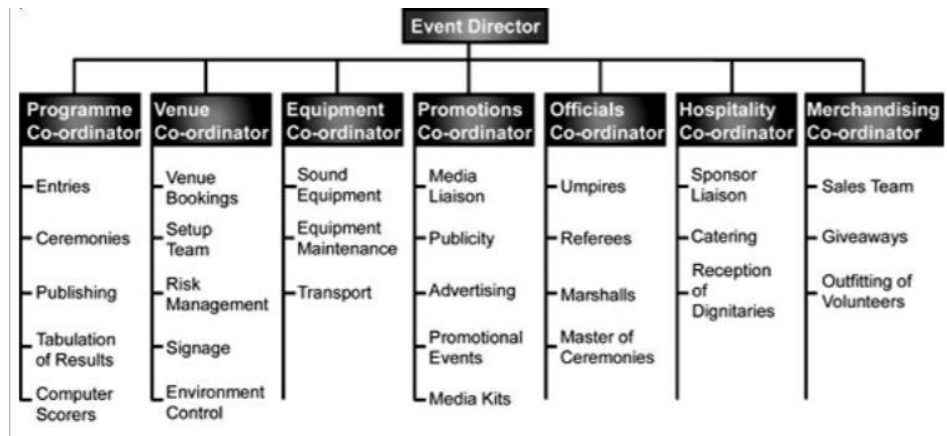 Event Director
Programme
Co-ordinator
Entries
Ceremonies
Publishing
Tabulation
of Results
Computer
Scorers
Venue
Co-ordinator
Venue
Bookings
Setup
Team
Risk
Management
Signage
Environment
Control
Equipment
Co-ordinator
Sound
Equipment
Equipment
Maintenance
Transport
Promotions
Co-ordinator
Media
Liaison
Publicity
Advertising
Promotional
Events
Media Kits
Officials
Co-ordinator
Umpires
Referees
Marshalls
Master of
Ceremonies
Hospitality
Co-ordinator
Sponsor
Liaison
Catering
Reception
of
Dignitaries
Merchandising
Co-ordinator
Sales Team
Giveaways
Outfitting of
Volunteers